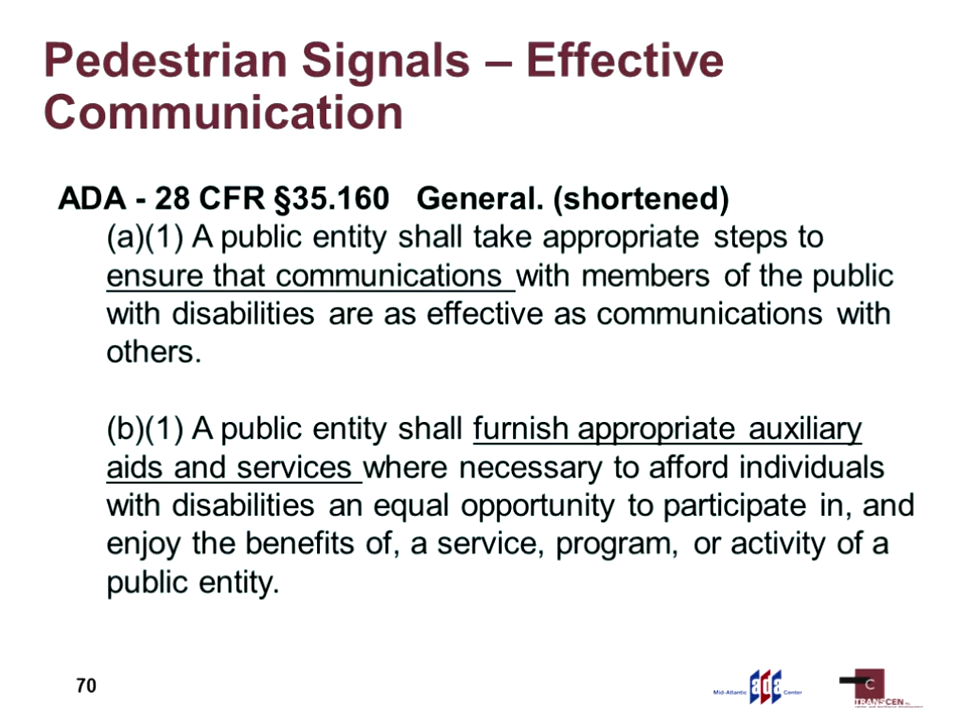 Pedestrian Signals – Effective
Communication
ADA - 28 CFR §35.160 General. (shortened)
(a)(1) A public entity shall take appropriate steps to
ensure that communications with members of the public
with disabilities are as effective as communications with
others.
(b)(1) A public entity shall furnish appropriate auxiliary
aids and services where necessary to afford individuals
with disabilities an equal opportunity to participate in, and
enjoy the benefits of, a service, program, or activity of a
public entity.
70
Mid-Atlantic ada Center
C
TRANSCEN